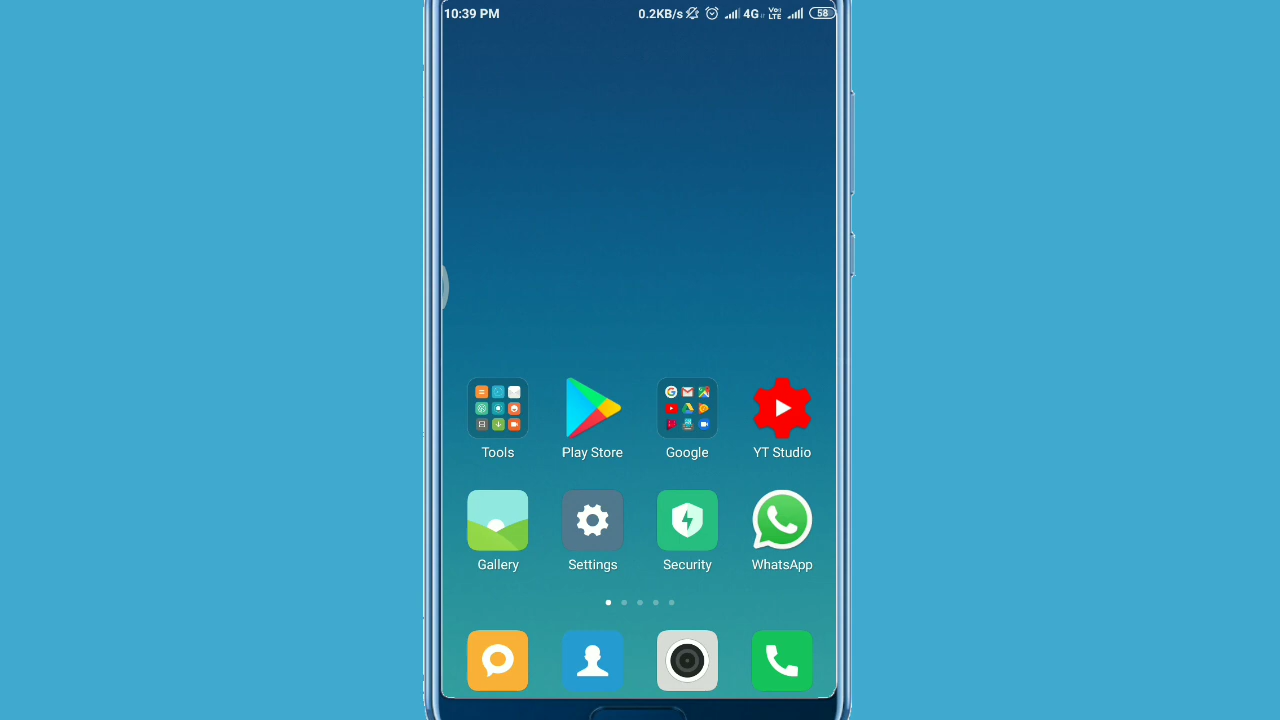 10:39 PM 0.2KB/s 4G Vo LTE 58
Tools Play Store Google YT Studio
Gallery Settings Security WhatsApp